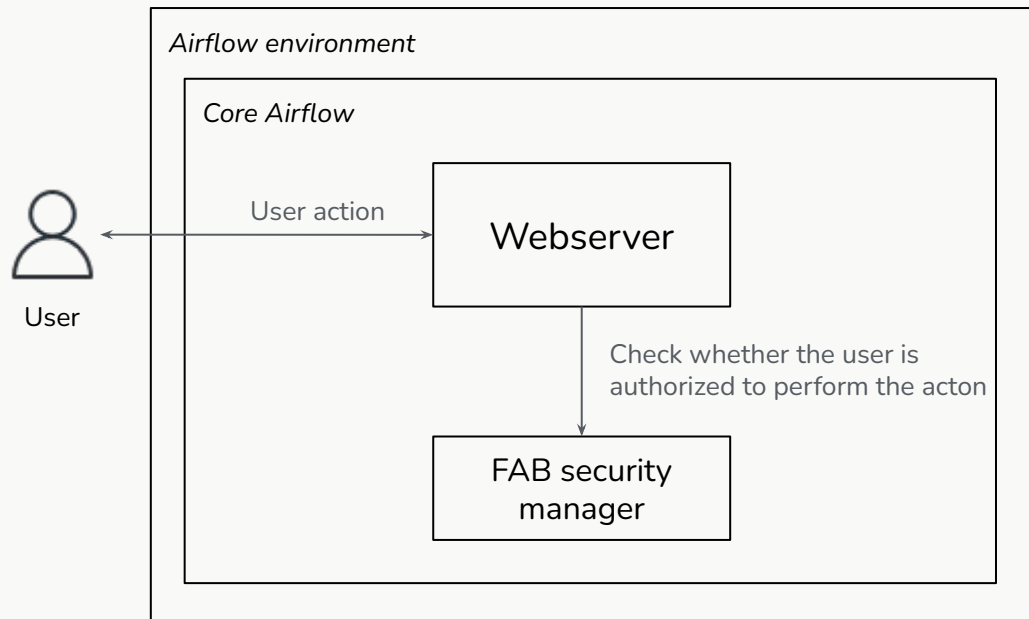 Airflow environment
Core Airflow
User action
Webserver
User
Check whether the user is
authorized to perform the acton
FAB security
manager